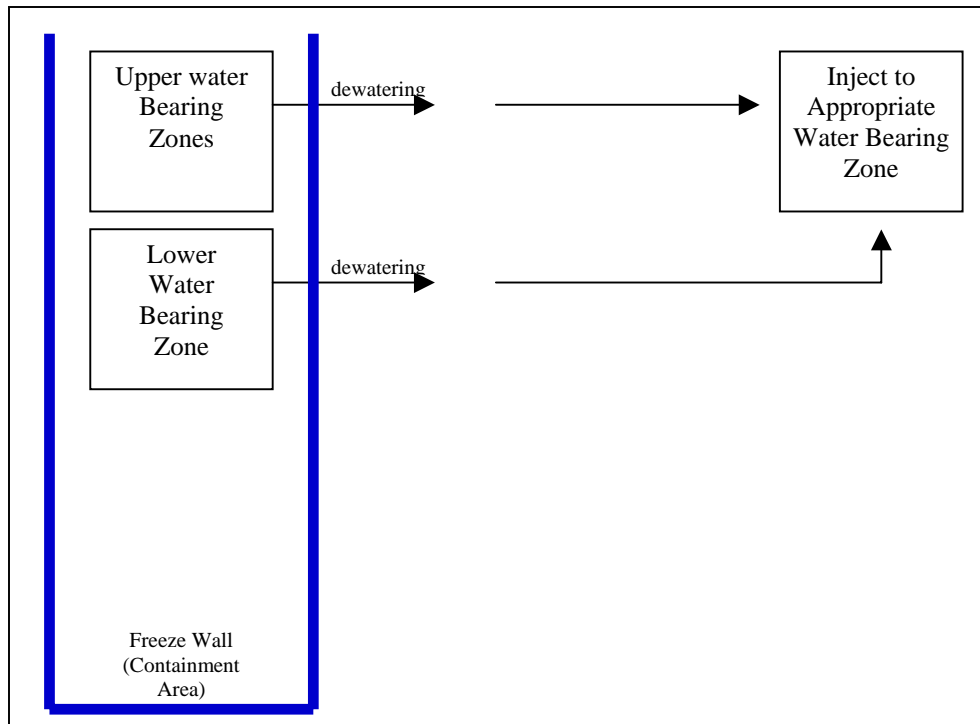 Upper water
Bearing
Zones
dewatering
Inject to
Appropriate
Water Bearing
Zone
Lower
Water
Bearing
Zone
dewatering
Freeze Wall
(Containment
Area)